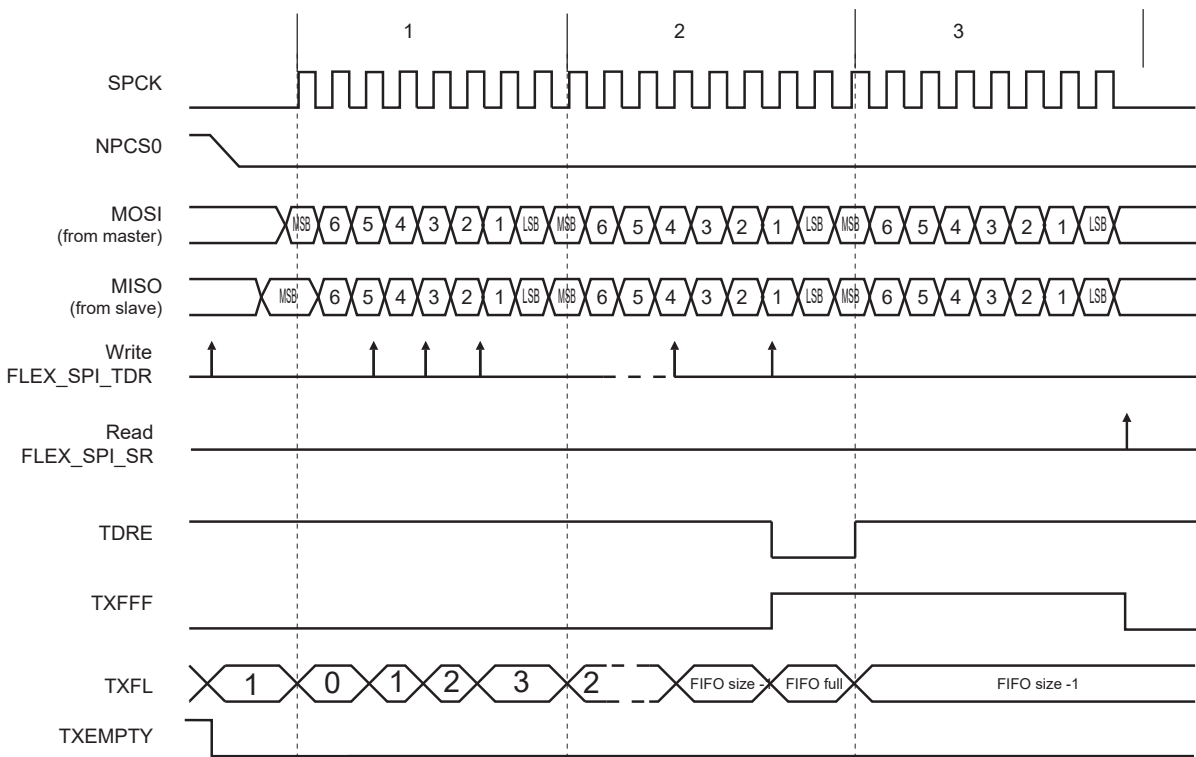 1 2 3
SPCK
NPCS0
MOSI
(from master)
MSB 6 5 4 3 2 1 LSB MSB 6 5 4 3 2 1 LSB MSB 6 5 4 3 2 1 LSB
MISO
(from slave)
MSB 6 5 4 3 2 1 LSB MSB 6 5 4 3 2 1 LSB MSB 6 5 4 3 2 1 LSB
Write
FLEX_SPI_TDR
Read
FLEX_SPI_SR
TDRE
TXFFF
TXFL 1 0 1 2 3 2 FIFO size -1 FIFO full FIFO size -1
TXEMPTY